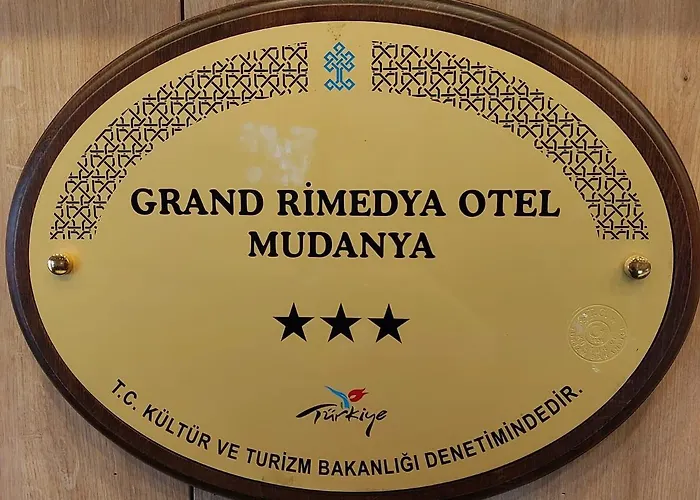 GRAND RİMEDYA OTEL
MUDANYA
Türkiye
T.C. KÜLTÜR VE TURİZM BAKANLIĞI DENETİMİNDEDİR.